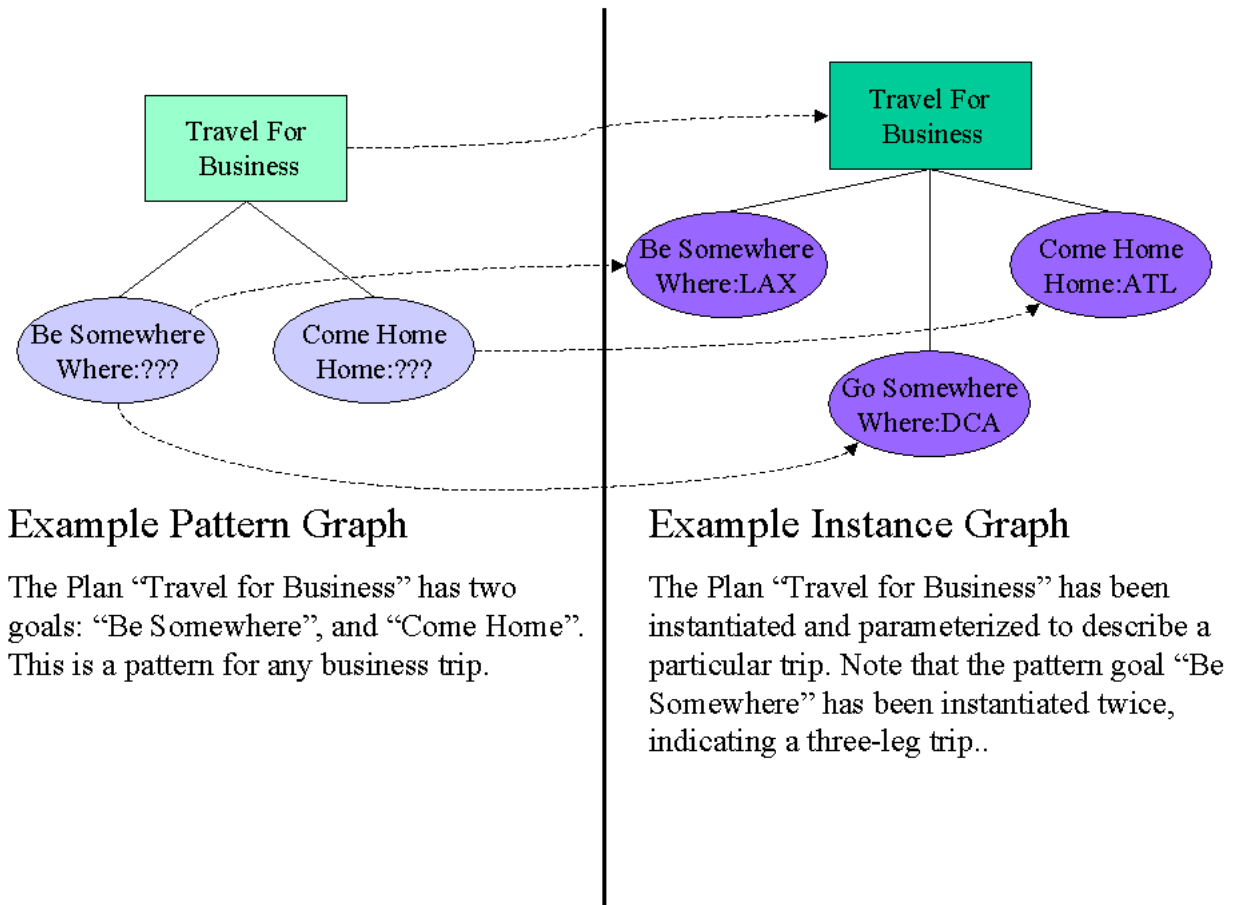 Travel For
Business
Be Somewhere
Where:???
Come Home
Home:???
Example Pattern Graph
The Plan “Travel for Business” has two
goals: “Be Somewhere”, and “Come Home”.
This is a pattern for any business trip.
Travel For
Business
Be Somewhere
Where:LAX
Come Home
Home:ATL
Go Somewhere
Where:DCA
Example Instance Graph
The Plan “Travel for Business” has been
instantiated and parameterized to describe a
particular trip. Note that the pattern goal “Be
Somewhere” has been instantiated twice,
indicating a three-leg trip..